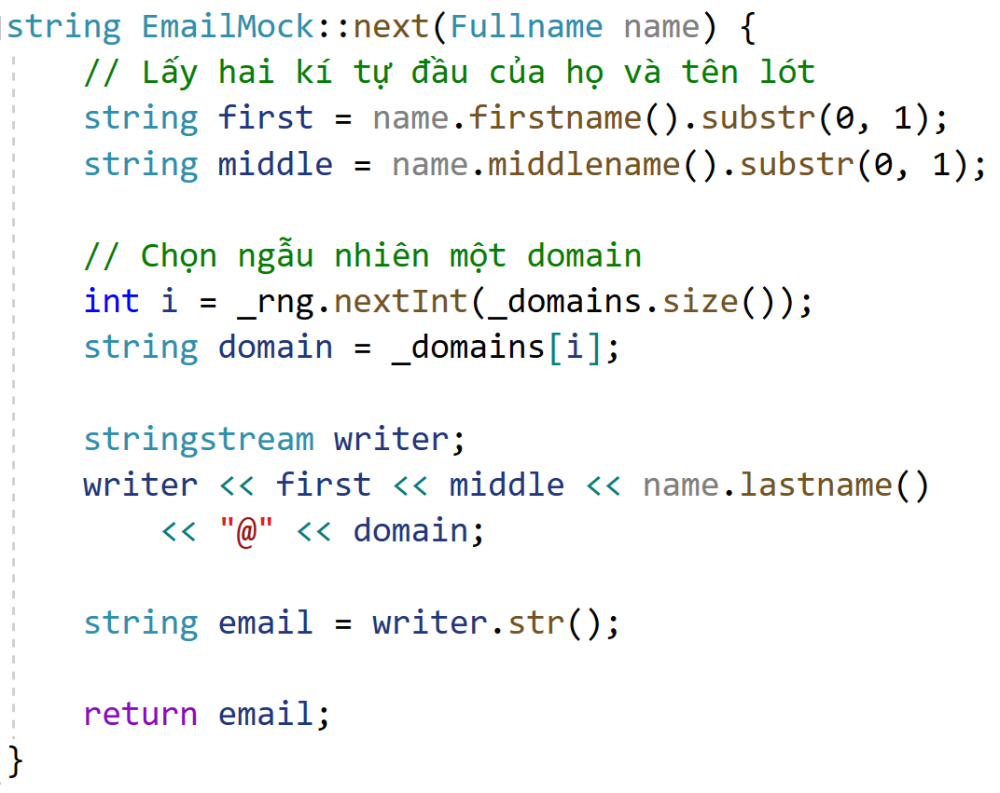 string EmailMock::next(Fullname name) {
    // Lấy hai kí tự đầu của họ và tên lót
    string first = name.firstname().substr(0, 1);
    string middle = name.middlename().substr(0, 1);

    // Chọn ngẫu nhiên một domain
    int i = _rng.nextInt(_domains.size());
    string domain = _domains[i];

    stringstream writer;
    writer << first << middle << name.lastname()
        << "@" << domain;

    string email = writer.str();

    return email;
}